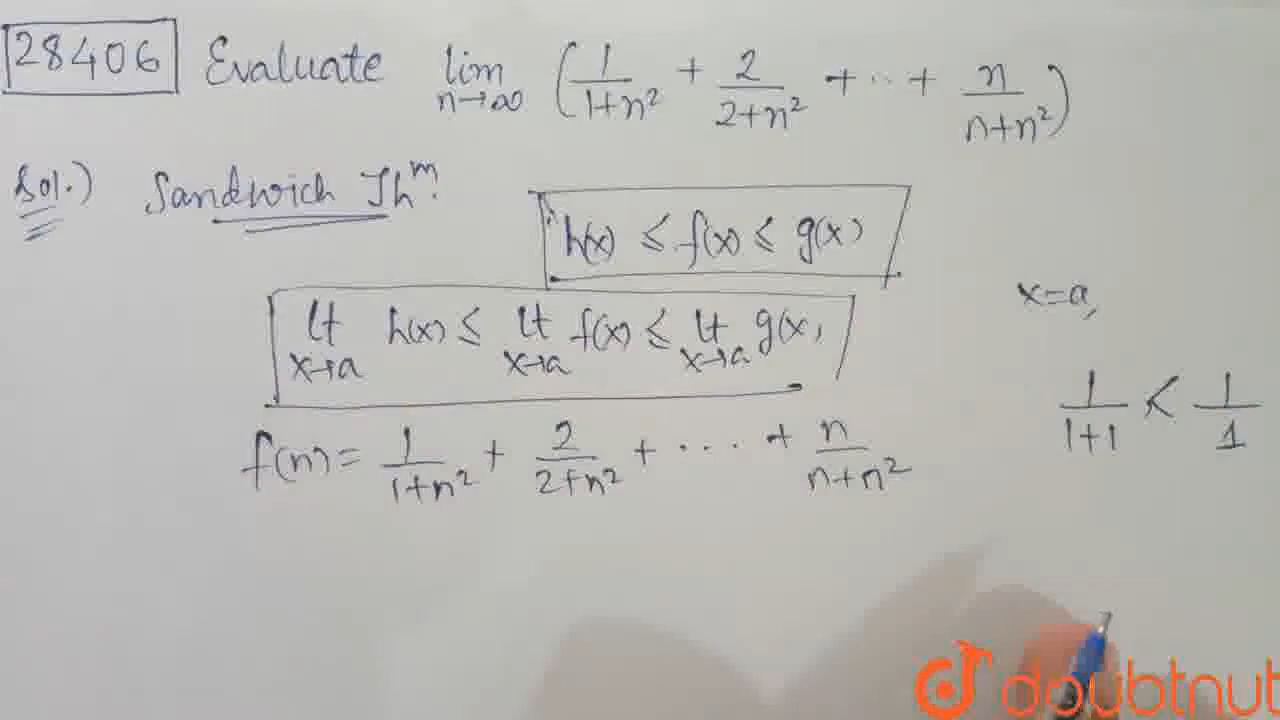 28406 Evaluate lim n→∞ (1/(1+n²) + 2/(2+n²) + ·· + n/(n+n²))
Sol.) Sandwich Thm.
h(x) ≤ f(x) ≤ g(x)
x=a,
lt x→a h(x) ≤ lt x→a f(x) ≤ lt x→a g(x)
1/(1+1) < 1/1
f(n) = 1/(1+n²) + 2/(2+n²) + ···· + n/(n+n²)
doubtnut